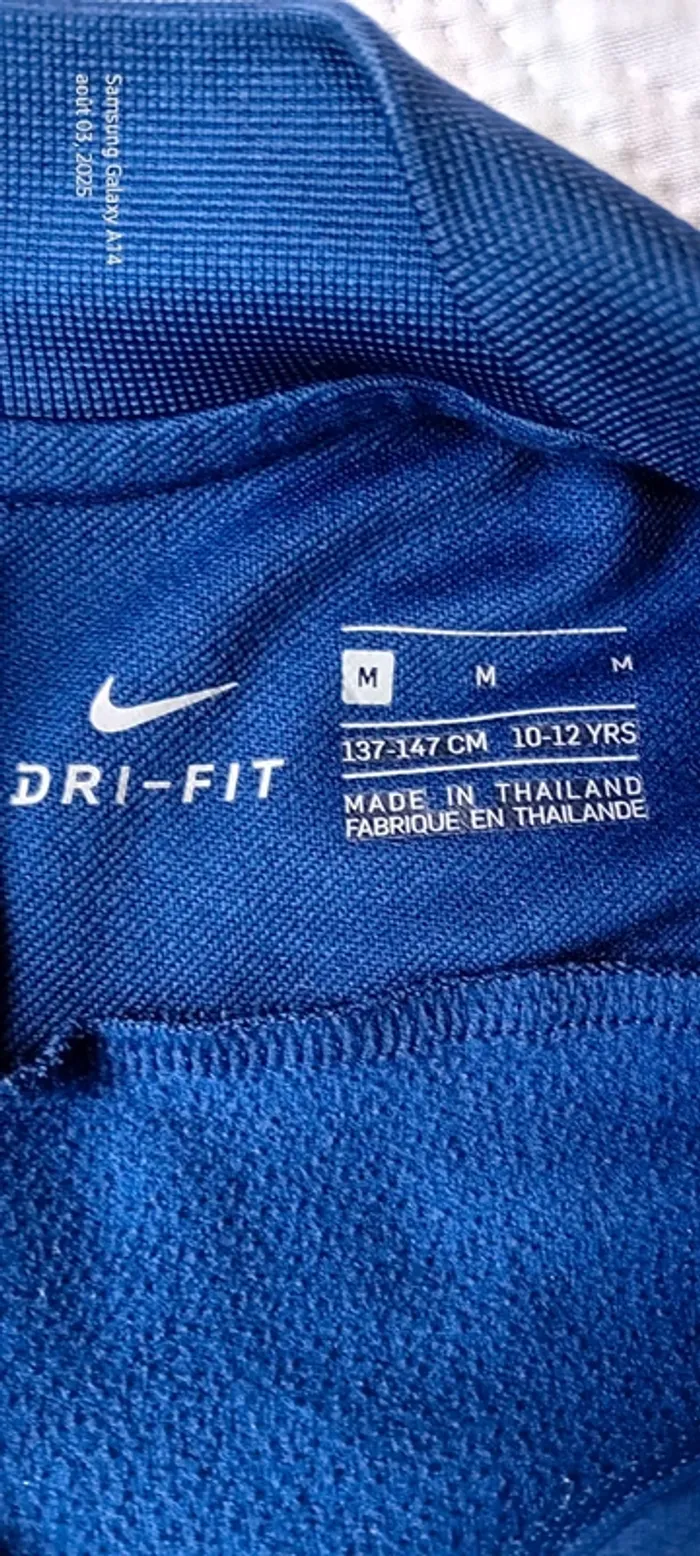 Samsung Galaxy A14
août 03, 2025
DRI-FIT
M M M
137-147 CM 10-12 YRS
MADE IN THAILAND
FABRIQUE EN THAILANDE